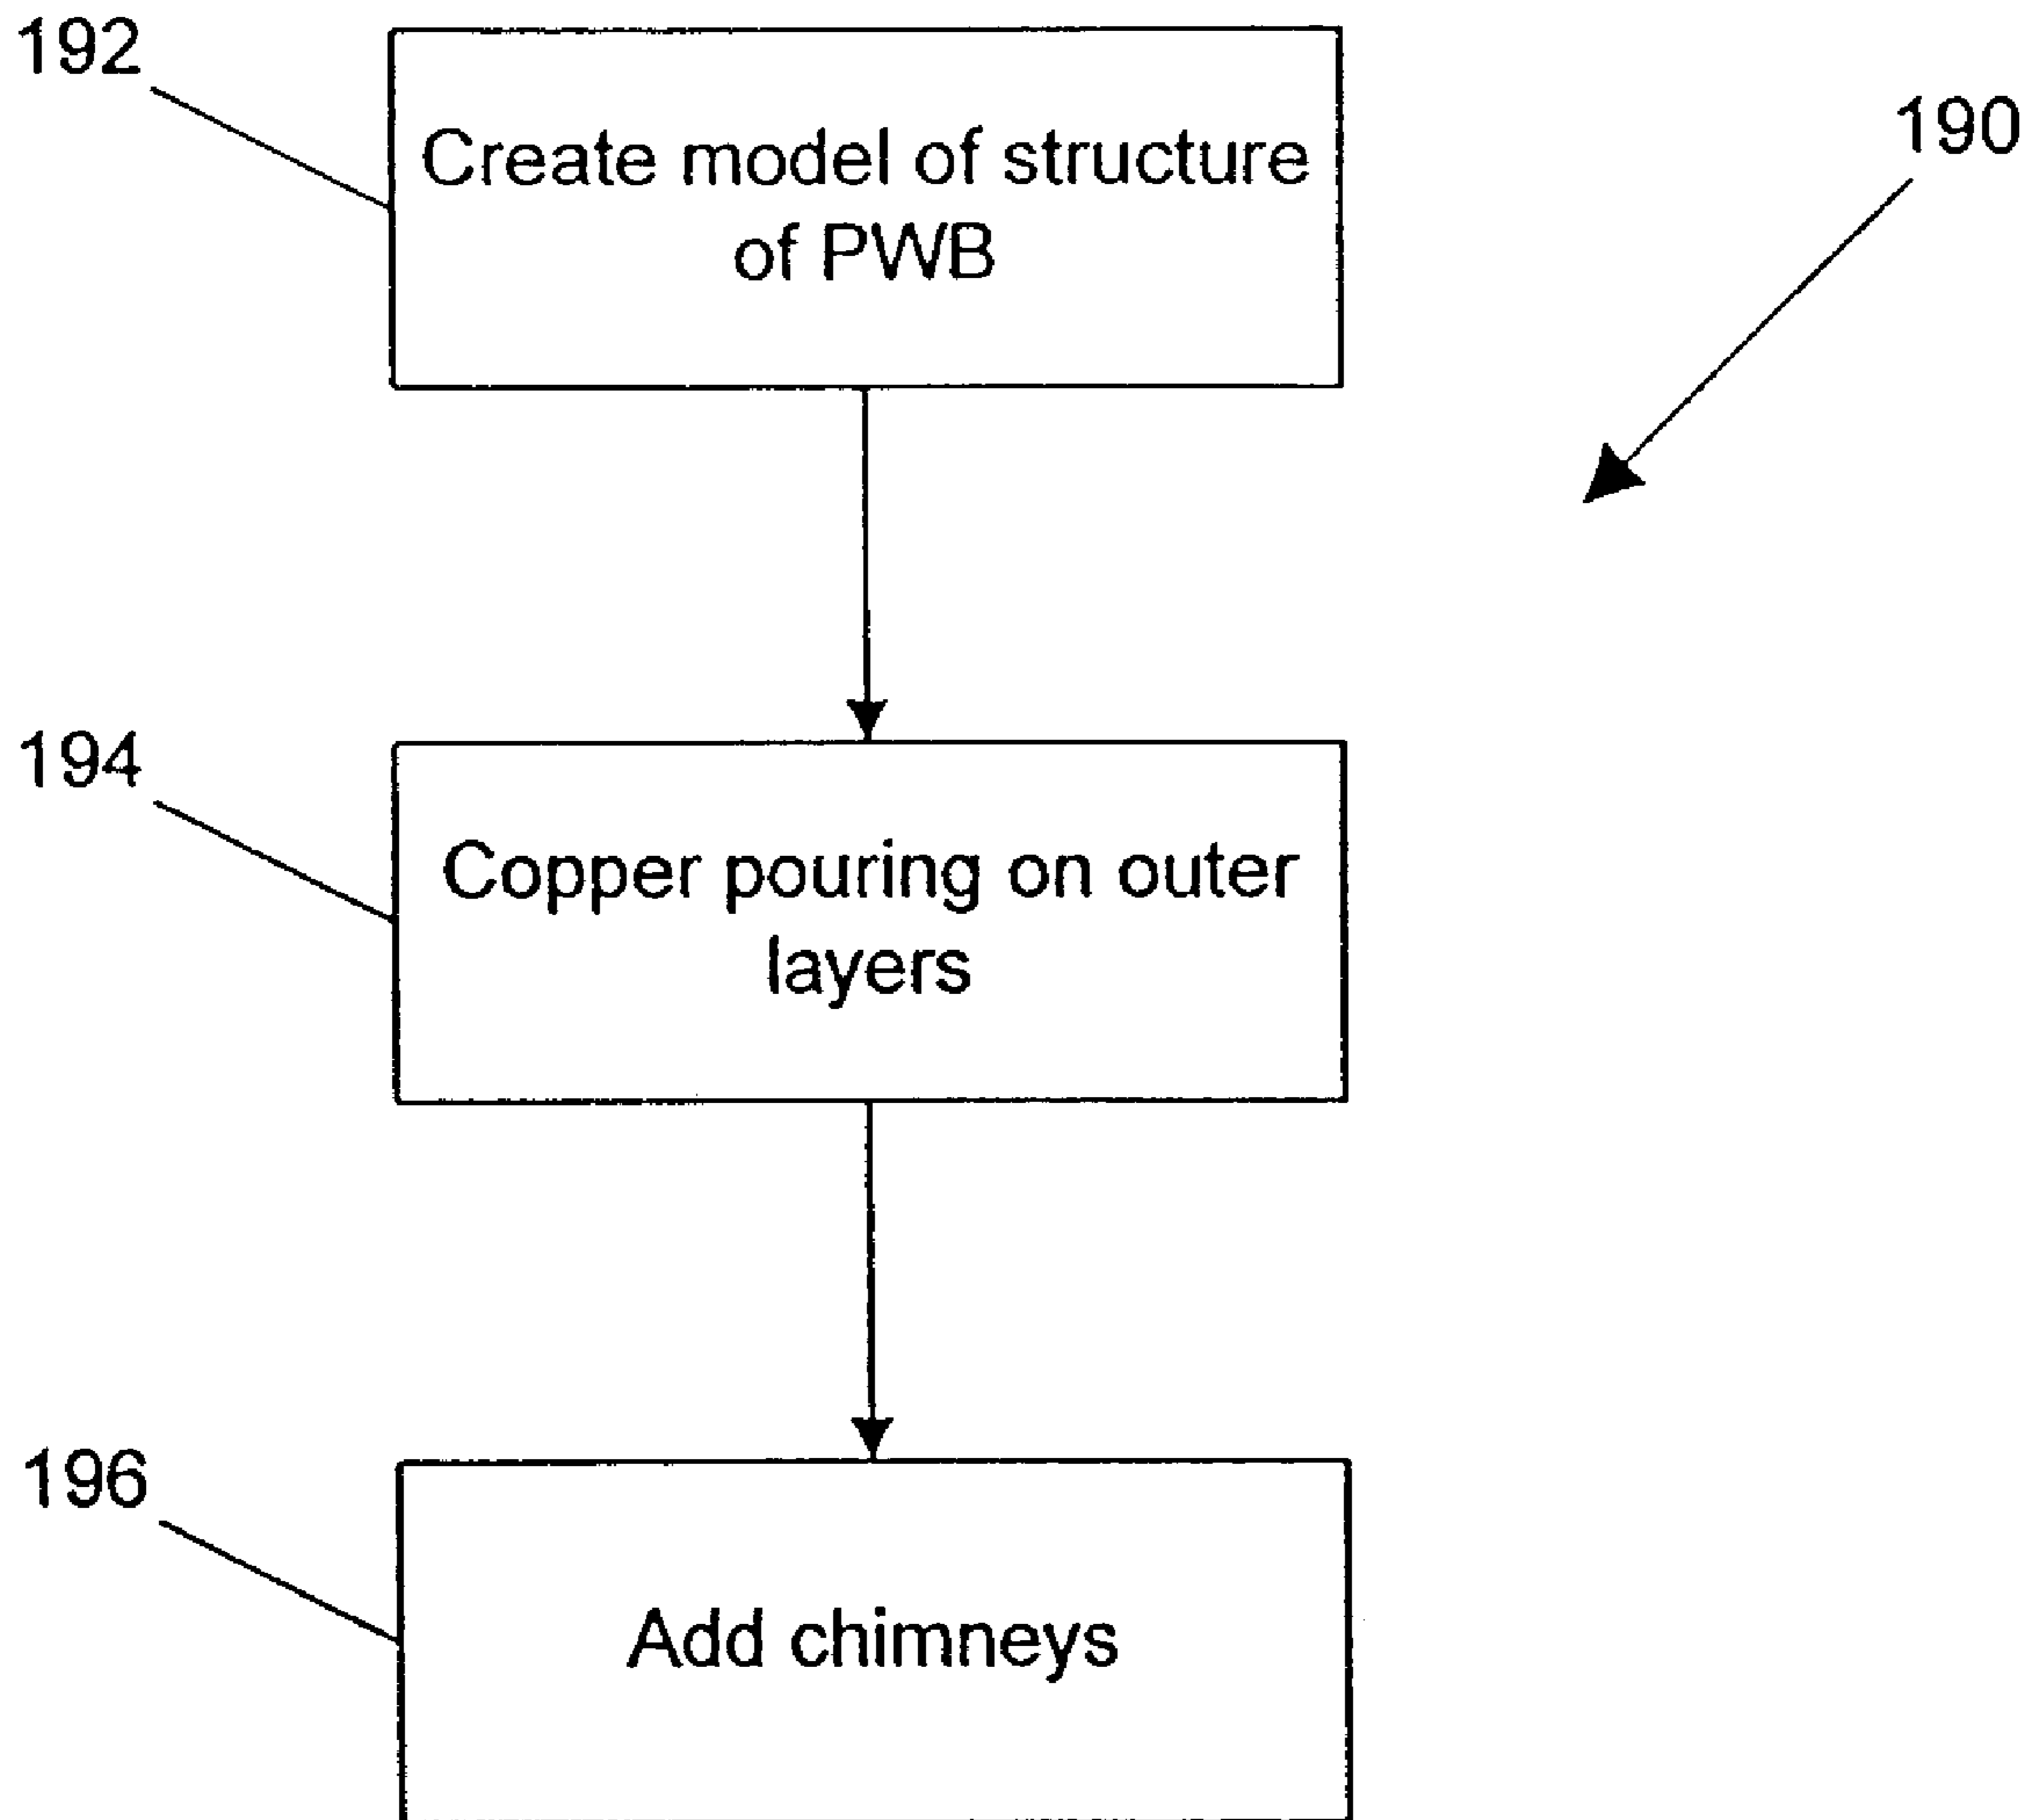 192
Create model of structure
of PWB
190
194
Copper pouring on outer
layers
196
Add chimneys